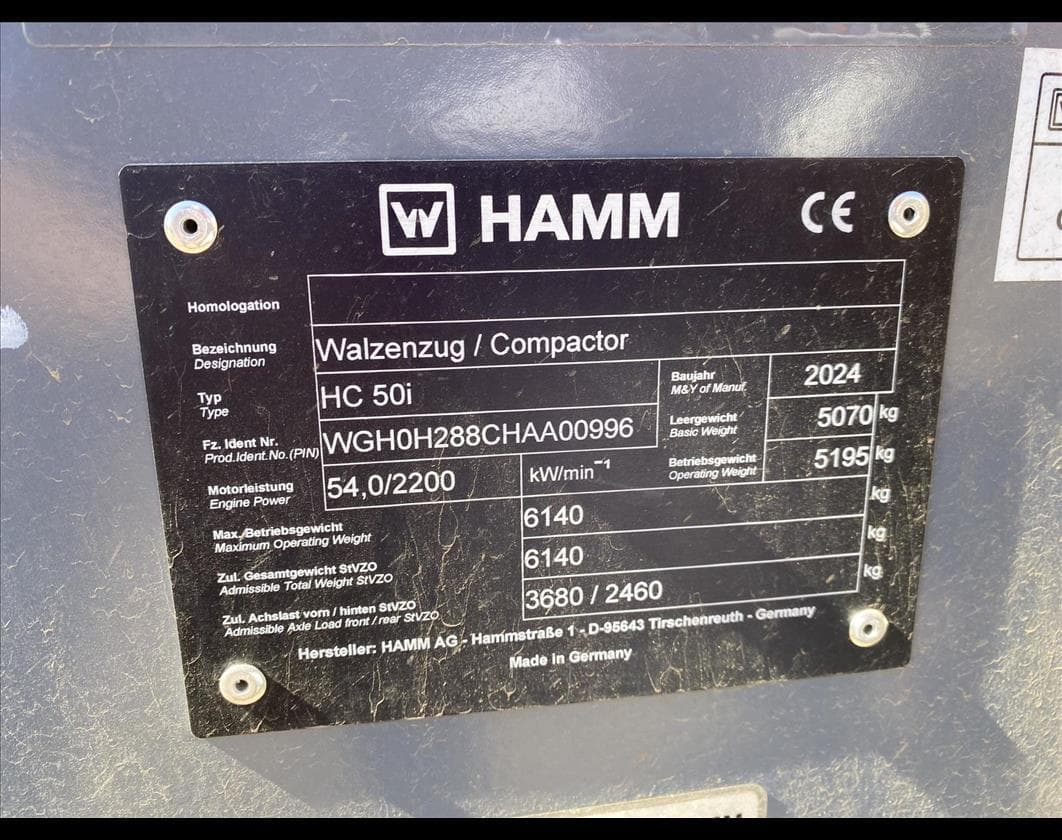 W HAMM CE
Homologation
Bezeichnung
Designation
Walzenzug / Compactor
Typ
Type
HC 50i
Baujahr
M&Y of Manuf.
2024
Fz. Ident Nr.
Prod.Ident.No.(PIN)
WGH0H288CHAA00996
Leergewicht
Basic Weight
5070 kg
Motorleistung
Engine Power
54,0/2200
kW/min⁻¹
Betriebsgewicht
Operating Weight
5195 kg
Max. Betriebsgewicht
Maximum Operating Weight
6140 kg
Zul. Gesamtgewicht StVZO
Admissible Total Weight StVZO
6140 kg
Zul. Achslast vorn / hinten StVZO
Admissible Axle Load front / rear StVZO
3680 / 2460 kg
Hersteller: HAMM AG - Hammstraße 1 - D-95643 Tirschenreuth - Germany
Made in Germany